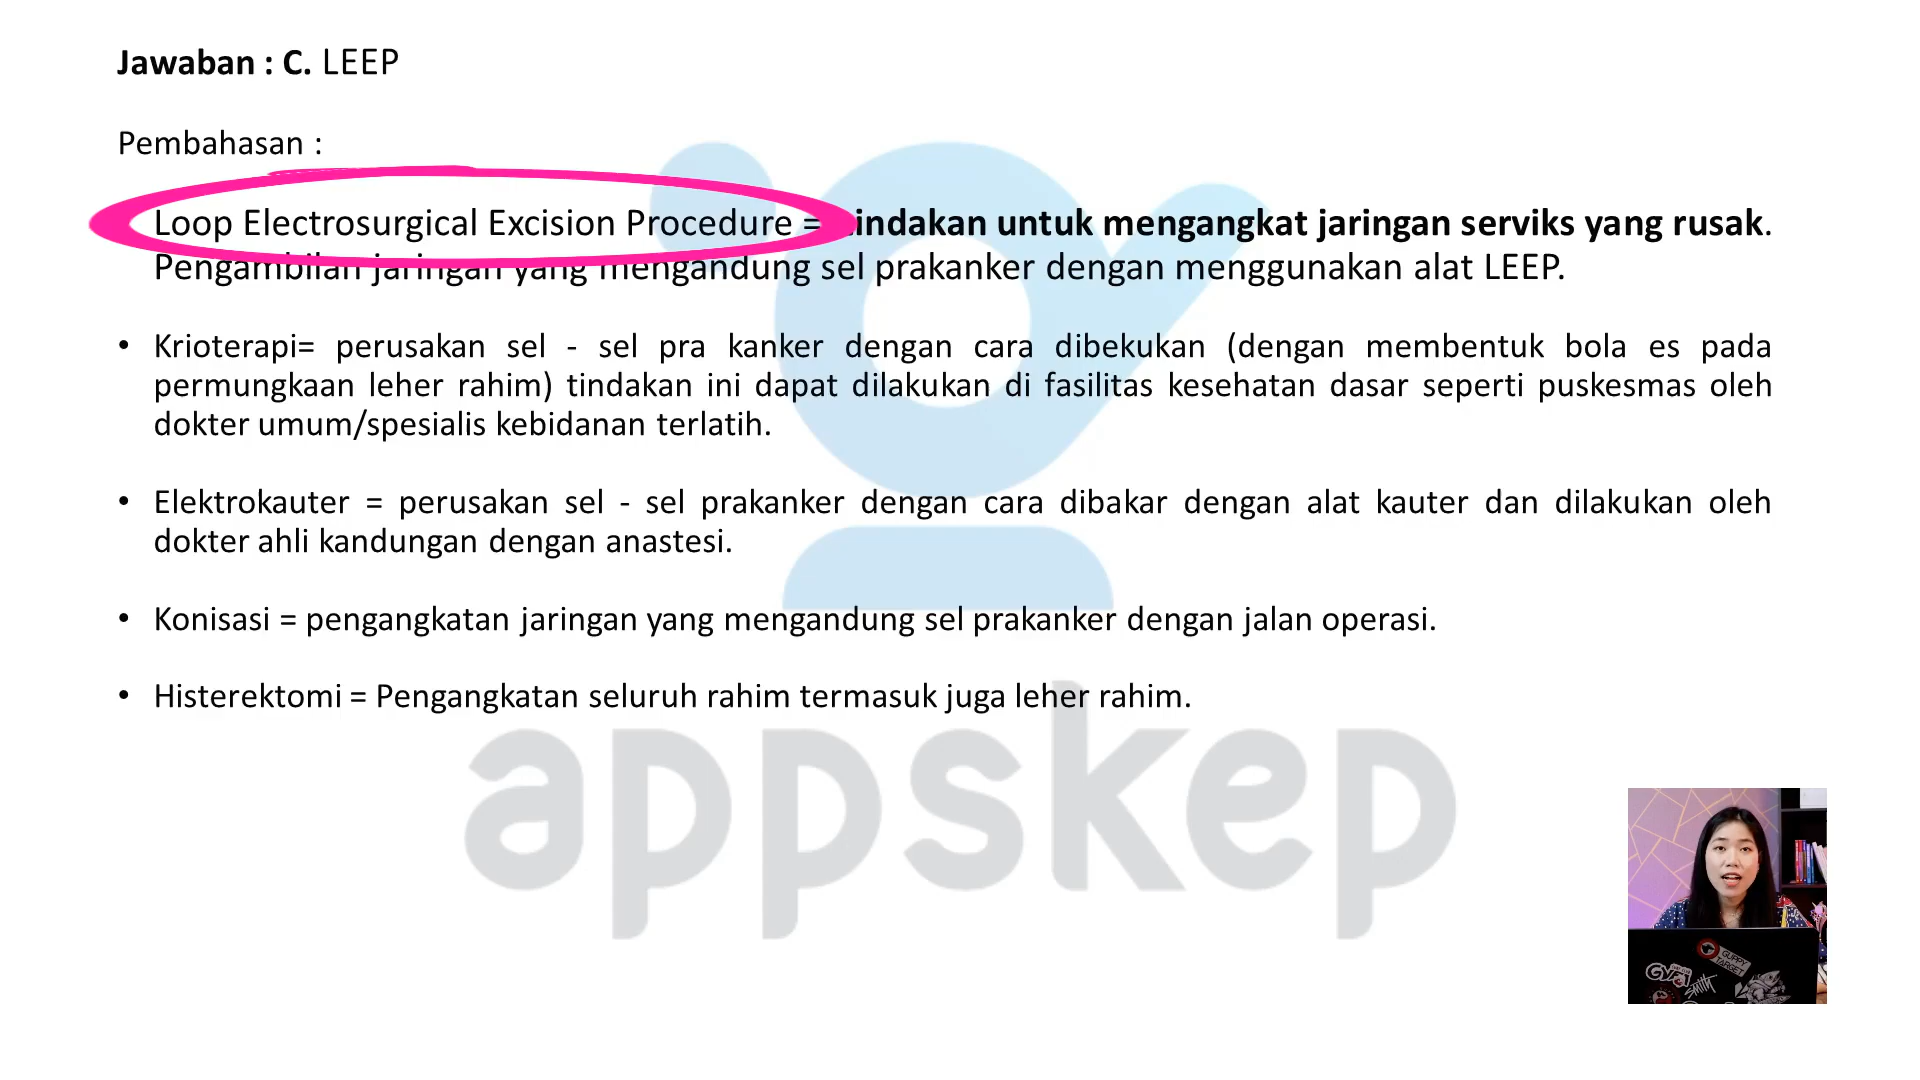 Jawaban : C. LEEP
Pembahasan :
Loop Electrosurgical Excision Procedure = tindakan untuk mengangkat jaringan serviks yang rusak.
Pengambilan jaringan yang mengandung sel prakanker dengan menggunakan alat LEEP.
• Krioterapi= perusakan sel - sel pra kanker dengan cara dibekukan (dengan membentuk bola es pada
permungkaan leher rahim) tindakan ini dapat dilakukan di fasilitas kesehatan dasar seperti puskesmas oleh
dokter umum/spesialis kebidanan terlatih.
• Elektrokauter = perusakan sel - sel prakanker dengan cara dibakar dengan alat kauter dan dilakukan oleh
dokter ahli kandungan dengan anastesi.
• Konisasi = pengangkatan jaringan yang mengandung sel prakanker dengan jalan operasi.
• Histerektomi = Pengangkatan seluruh rahim termasuk juga leher rahim.
appskep
GUPPY
TARGET
SMITH